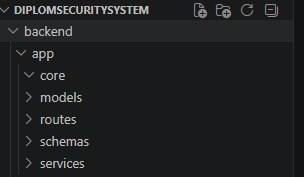 DIPLOMSECURITYSYSTEM
backend
app
core
models
routes
schemas
services